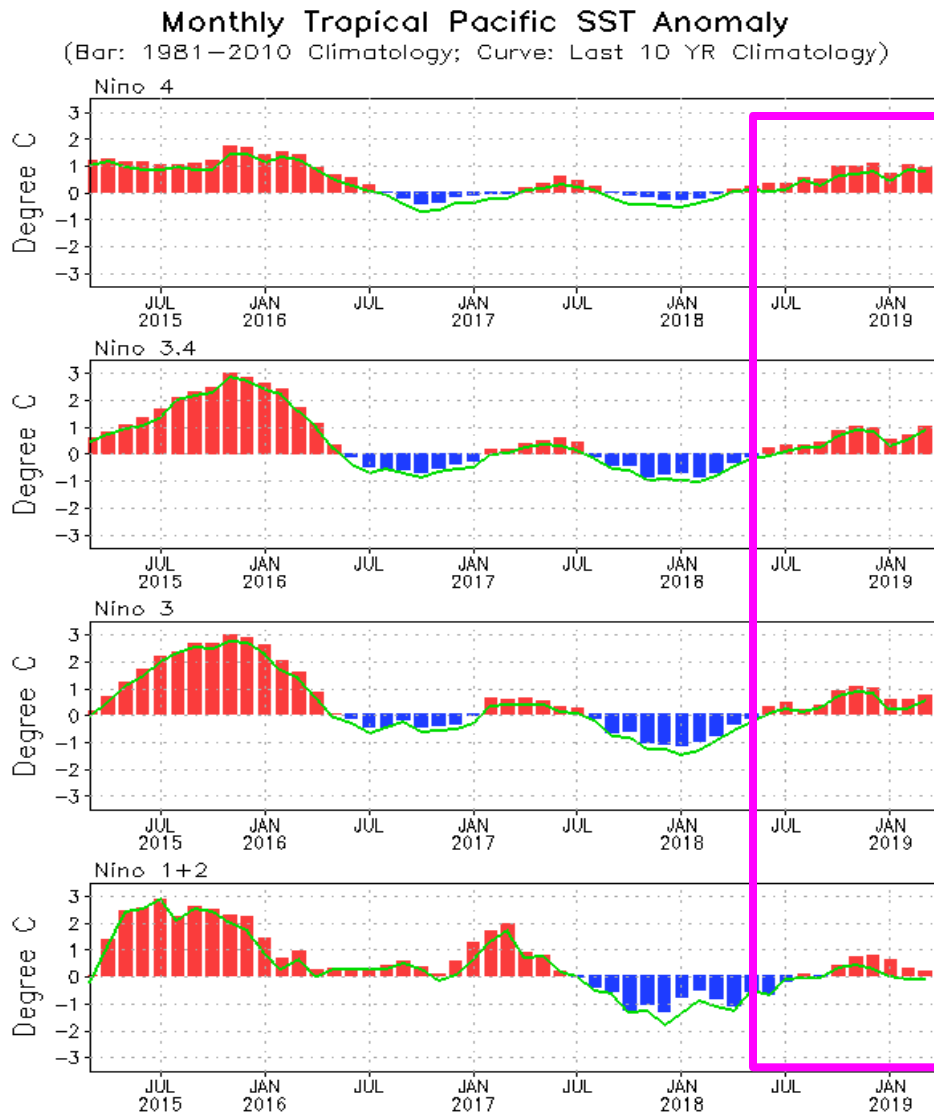 Monthly Tropical Pacific SST Anomaly
(Bar: 1981-2010 Climatology; Curve: Last 10 YR Climatology)
Nino 4
Degree C
3
2
1
0
-1
-2
-3
JUL JAN JUL JAN JUL JAN JUL JAN
2015 2016 2017 2018 2019
Nino 3.4
Degree C
3
2
1
0
-1
-2
-3
JUL JAN JUL JAN JUL JAN JUL JAN
2015 2016 2017 2018 2019
Nino 3
Degree C
3
2
1
0
-1
-2
-3
JUL JAN JUL JAN JUL JAN JUL JAN
2015 2016 2017 2018 2019
Nino 1+2
Degree C
3
2
1
0
-1
-2
-3
JUL JAN JUL JAN JUL JAN JUL JAN
2015 2016 2017 2018 2019